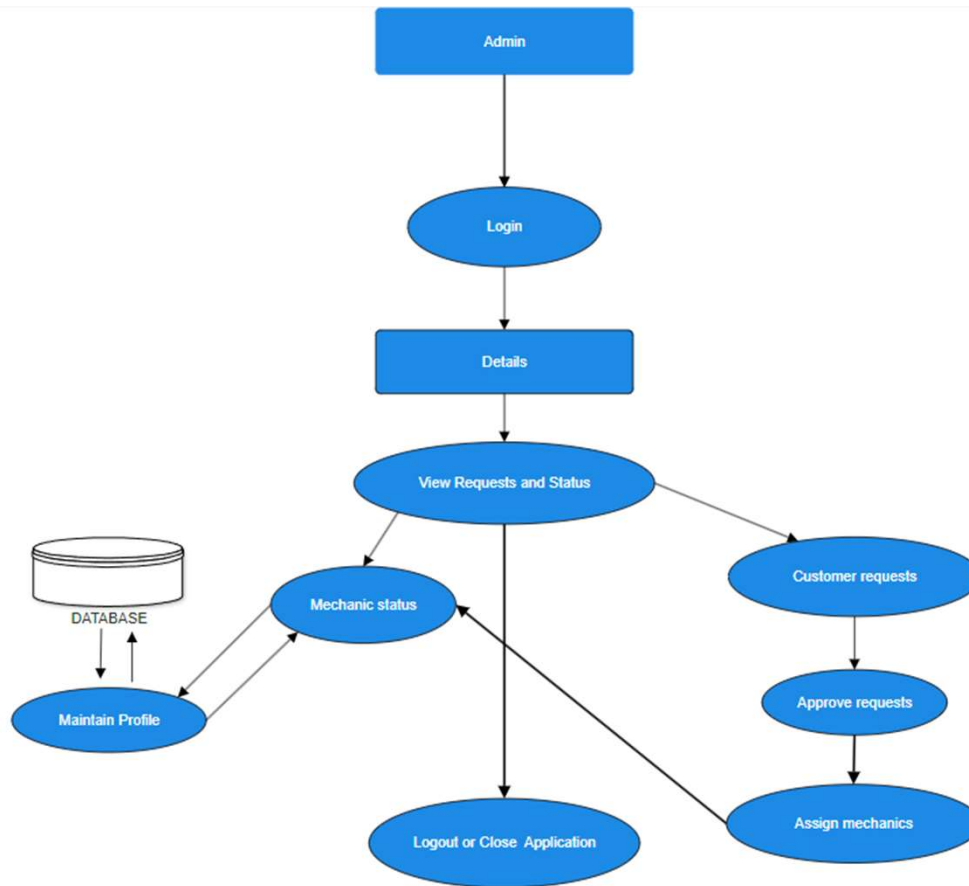 Admin
Login
Details
View Requests and Status
Customer requests
Mechanic status
DATABASE
Approve requests
Maintain Profile
Assign mechanics
Logout or Close Application